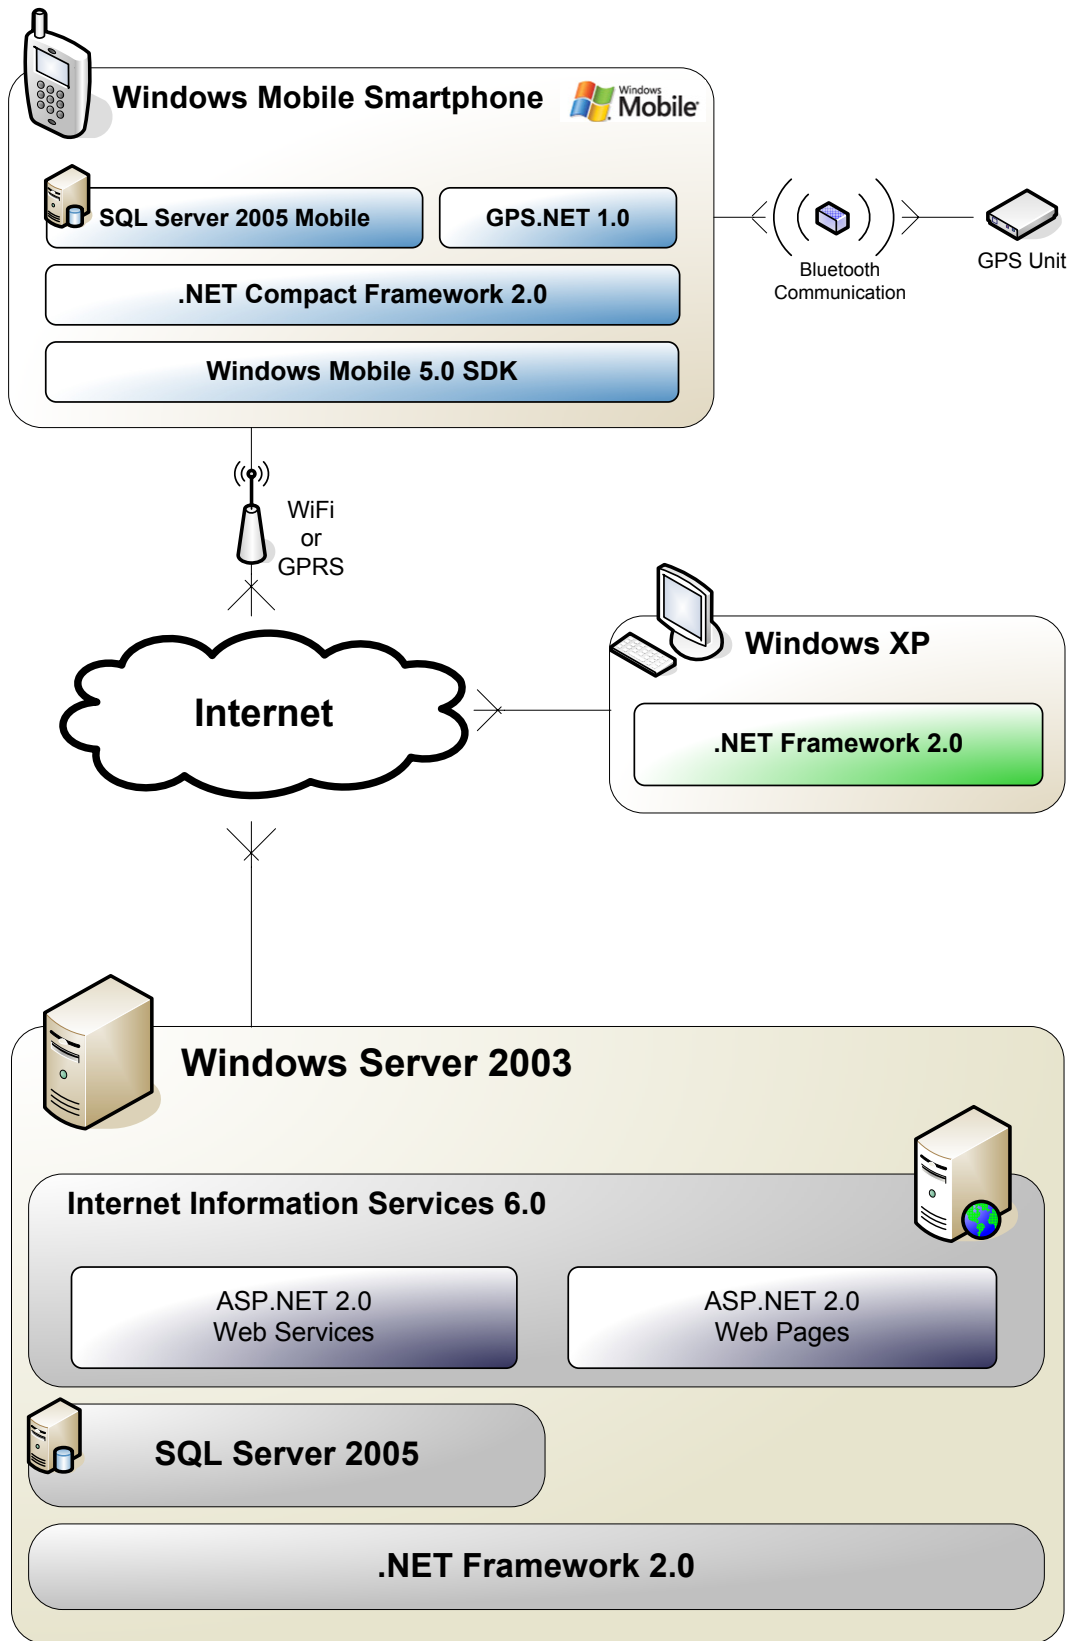 Windows Mobile Smartphone
Windows
Mobile
SQL Server 2005 Mobile
GPS.NET 1.0
.NET Compact Framework 2.0
Windows Mobile 5.0 SDK
Bluetooth
Communication
GPS Unit
WiFi
or
GPRS
Internet
Windows XP
.NET Framework 2.0
Windows Server 2003
Internet Information Services 6.0
ASP.NET 2.0
Web Services
ASP.NET 2.0
Web Pages
SQL Server 2005
.NET Framework 2.0